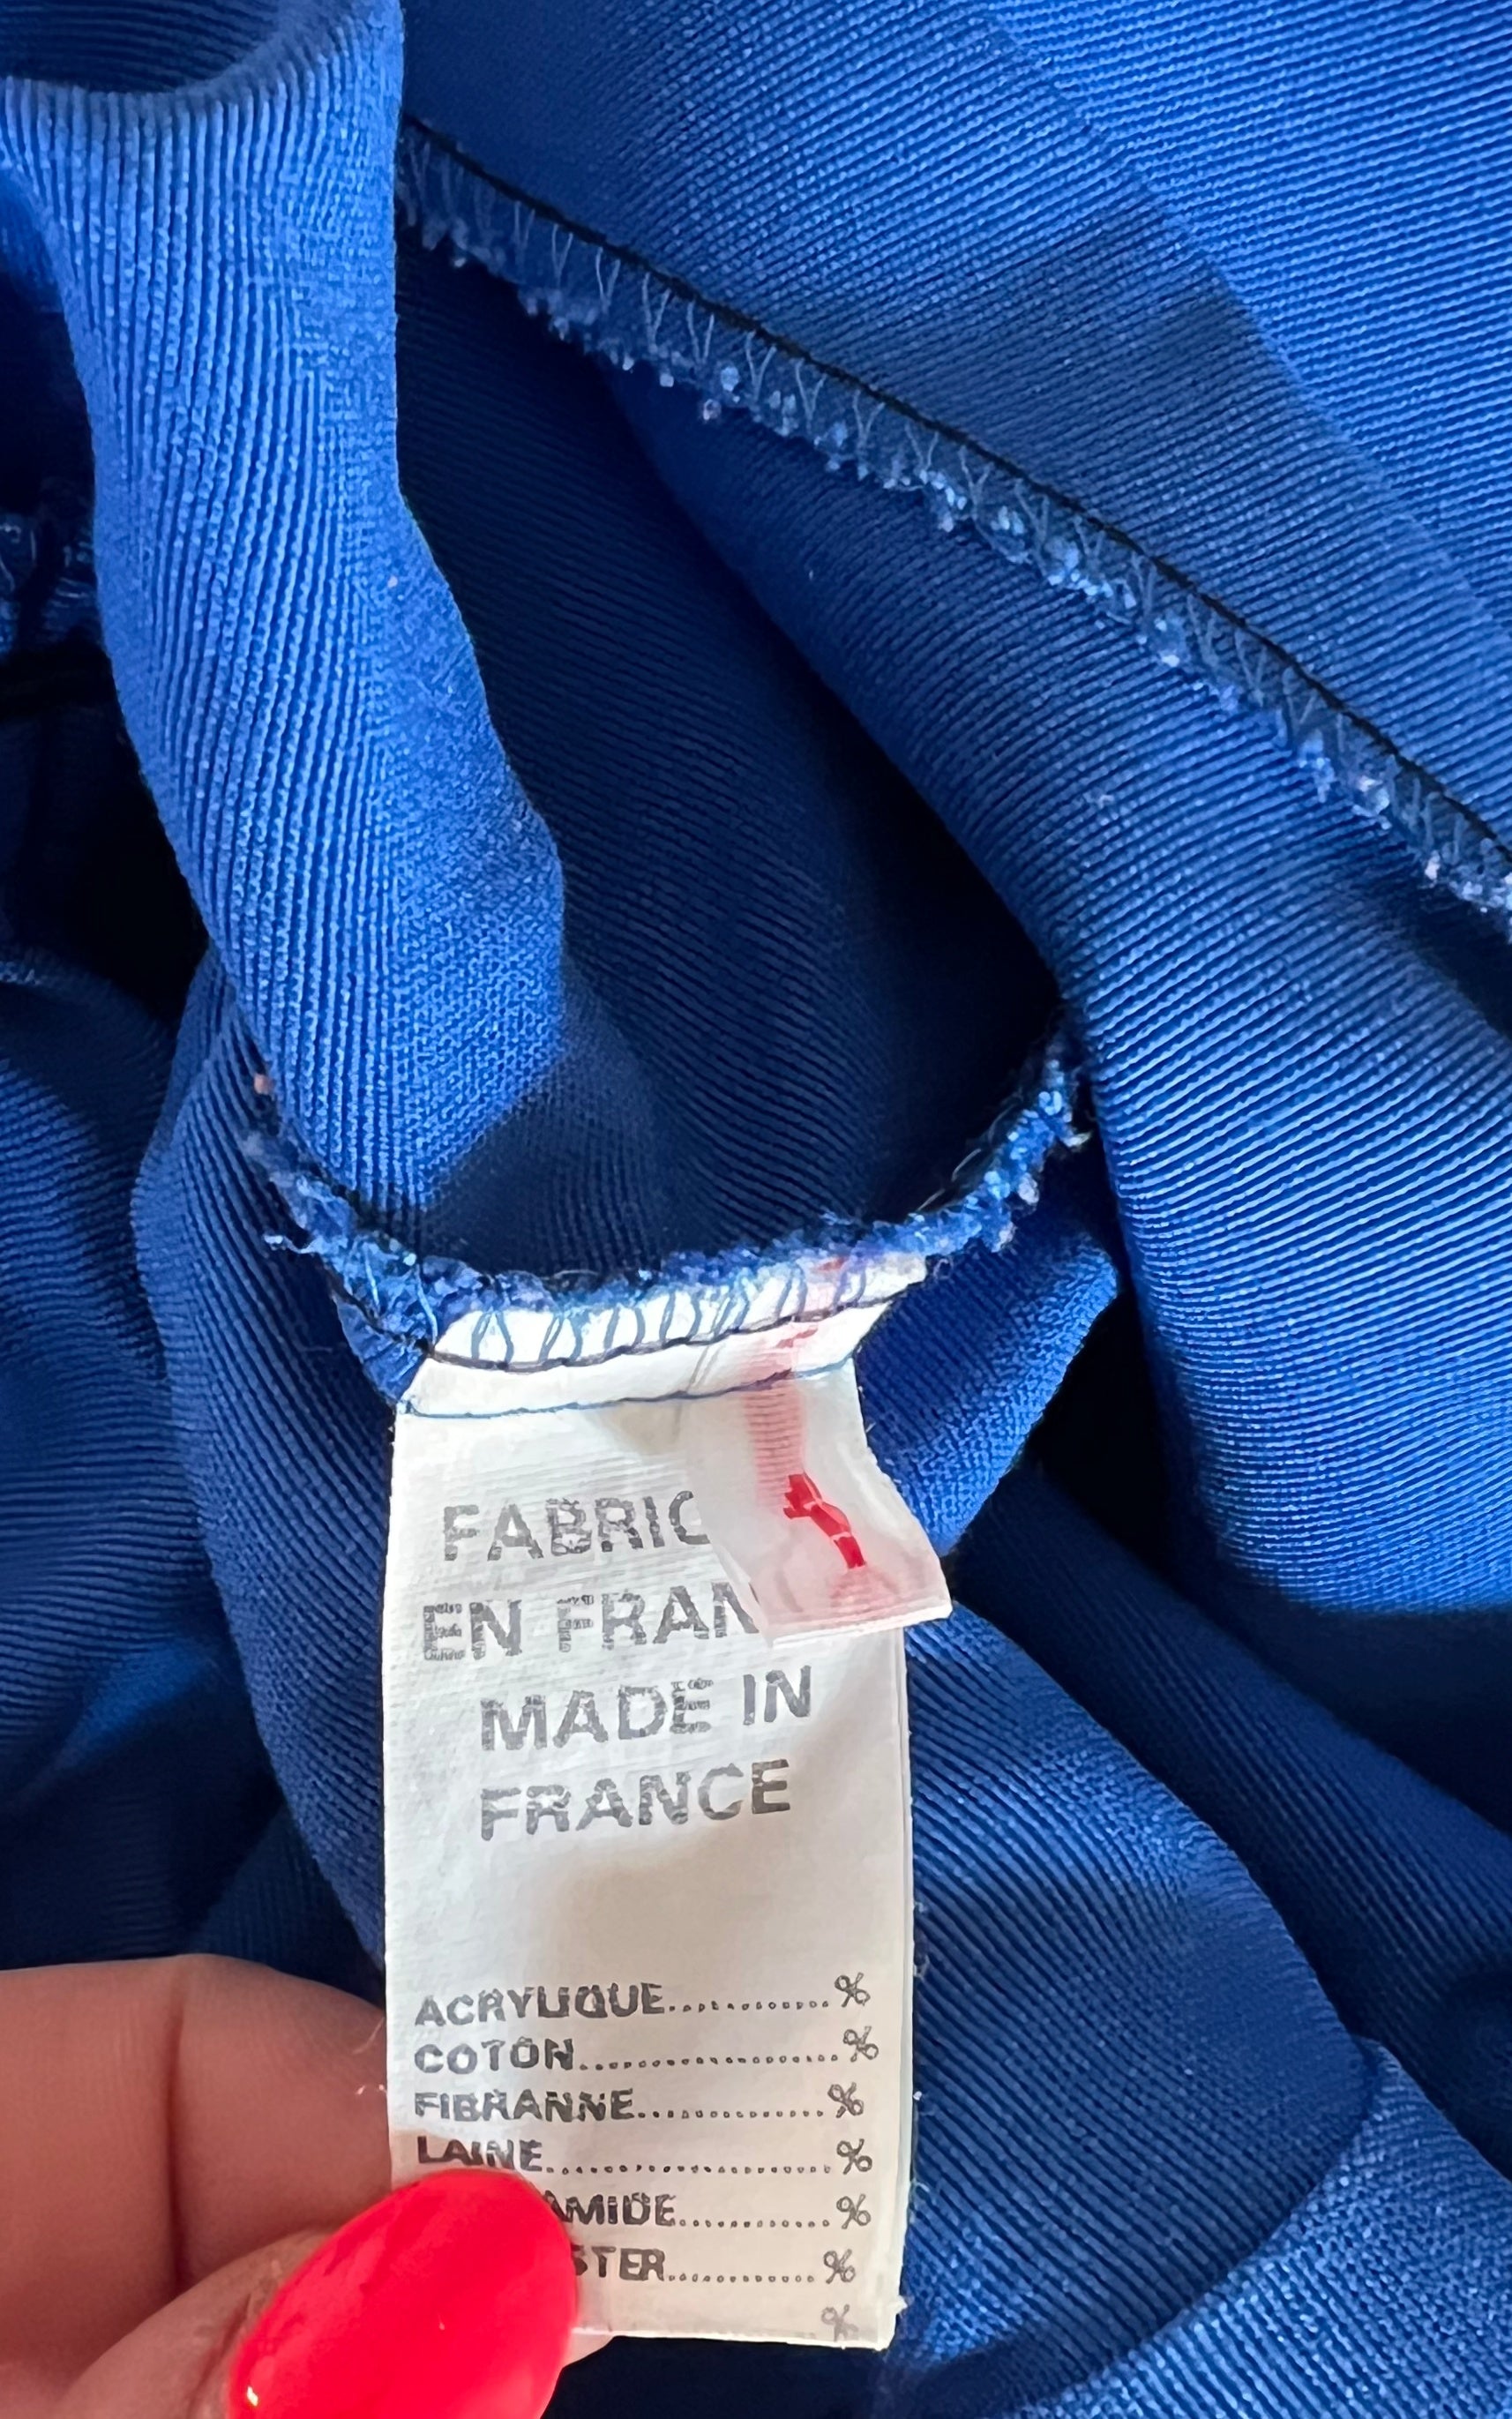 FABRIC
EN FRAN
MADE IN
FRANCE
ACRYLIQUE............%
COTON....................%
FIBRANNE..............%
LAINE......................%
AMIDE............%
STER............%
%